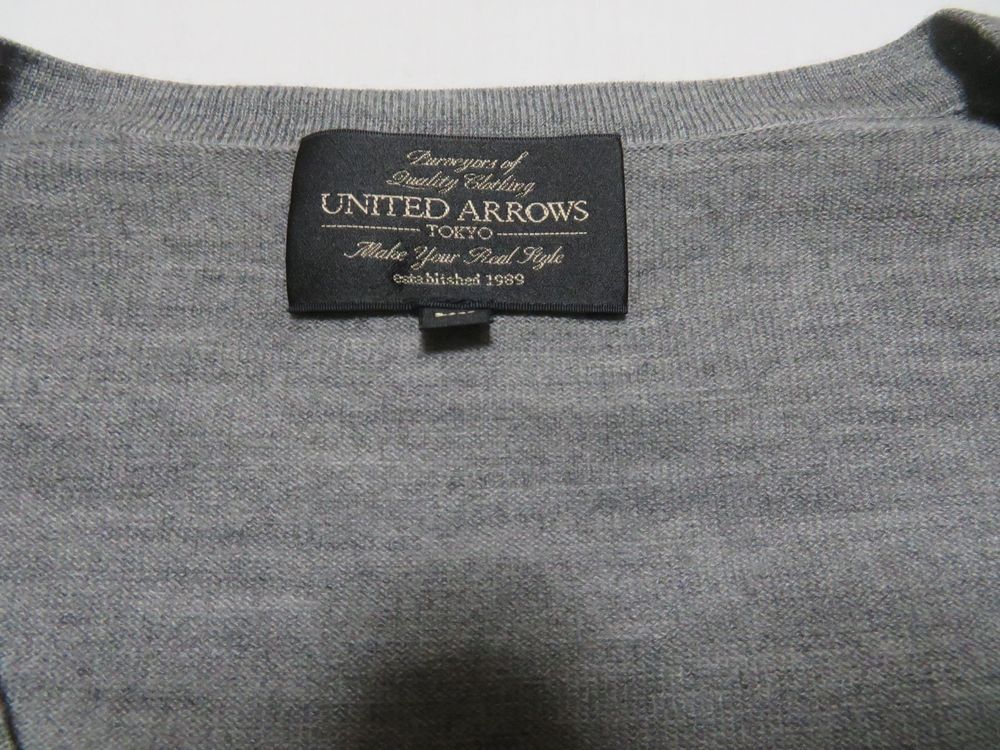 Purveyors of
Quality Clothing
UNITED ARROWS
TOKYO
Make Your Real Style
established 1989